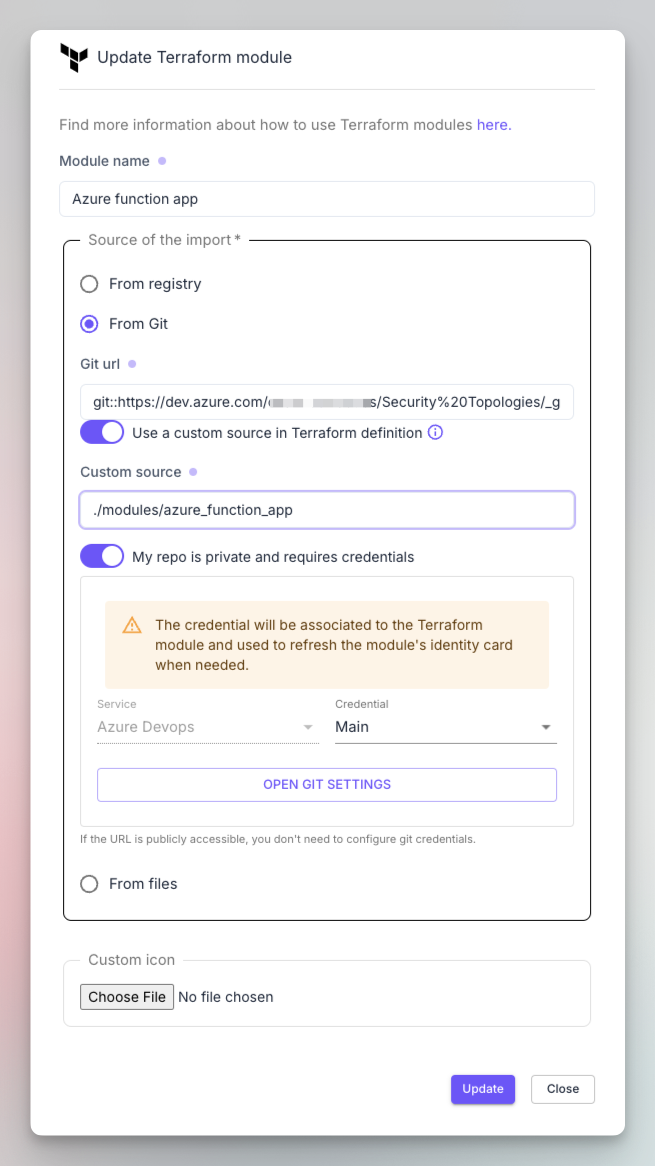 Update Terraform module
Find more information about how to use Terraform modules here.
Module name
Azure function app
Source of the import *
From registry
From Git
Git url
git::https://dev.azure.com/ s/Security%20Topologies/_g
Use a custom source in Terraform definition
Custom source
./modules/azure_function_app
My repo is private and requires credentials
The credential will be associated to the Terraform
module and used to refresh the module's identity card
when needed.
Service
Credential
Azure Devops
Main
OPEN GIT SETTINGS
If the URL is publicly accessible, you don't need to configure git credentials.
From files
Custom icon
Choose File No file chosen
Update
Close